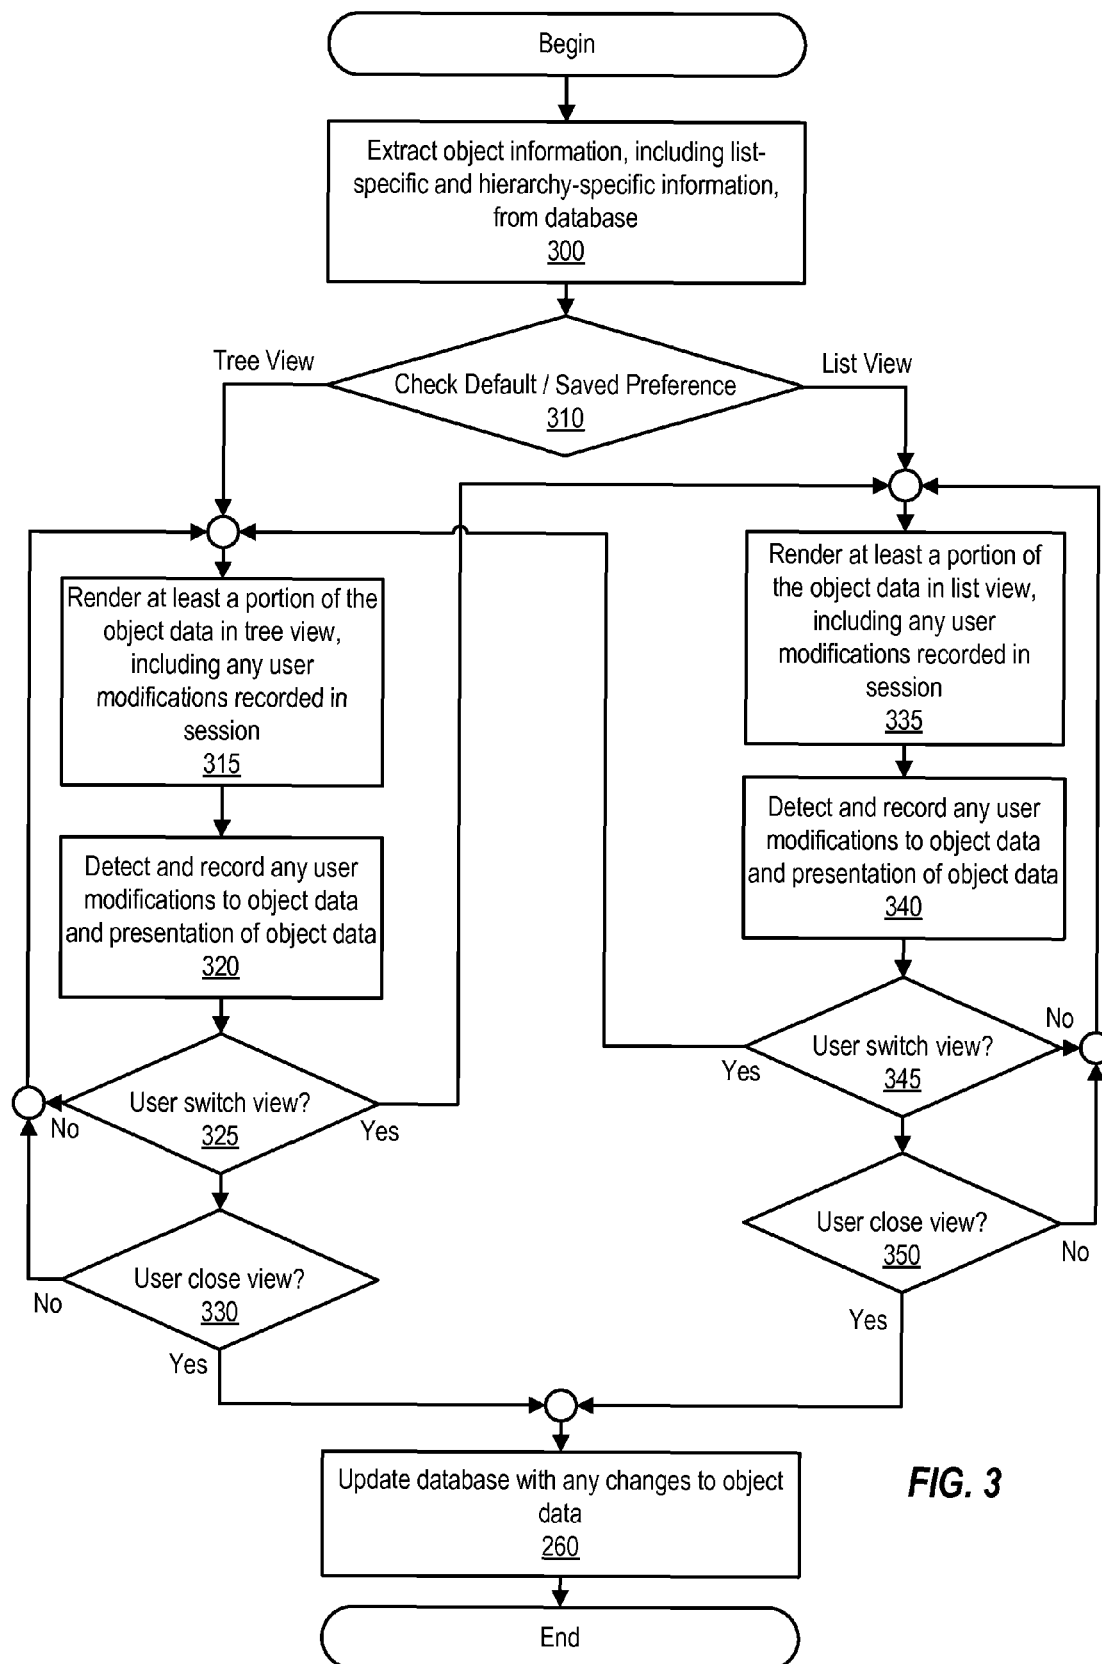 Begin
Extract object information, including list-
specific and hierarchy-specific information,
from database
300
Tree View
List View
Check Default / Saved Preference
310
Render at least a portion of the
object data in tree view,
including any user
modifications recorded in
session
315
Render at least a portion of
the object data in list view,
including any user
modifications recorded in
session
335
Detect and record any user
modifications to object data
and presentation of object data
320
Detect and record any user
modifications to object data
and presentation of object data
340
User switch view?
325
No
Yes
User switch view?
345
Yes
No
User close view?
330
No
Yes
User close view?
350
No
Yes
Update database with any changes to object
data
260
FIG. 3
End